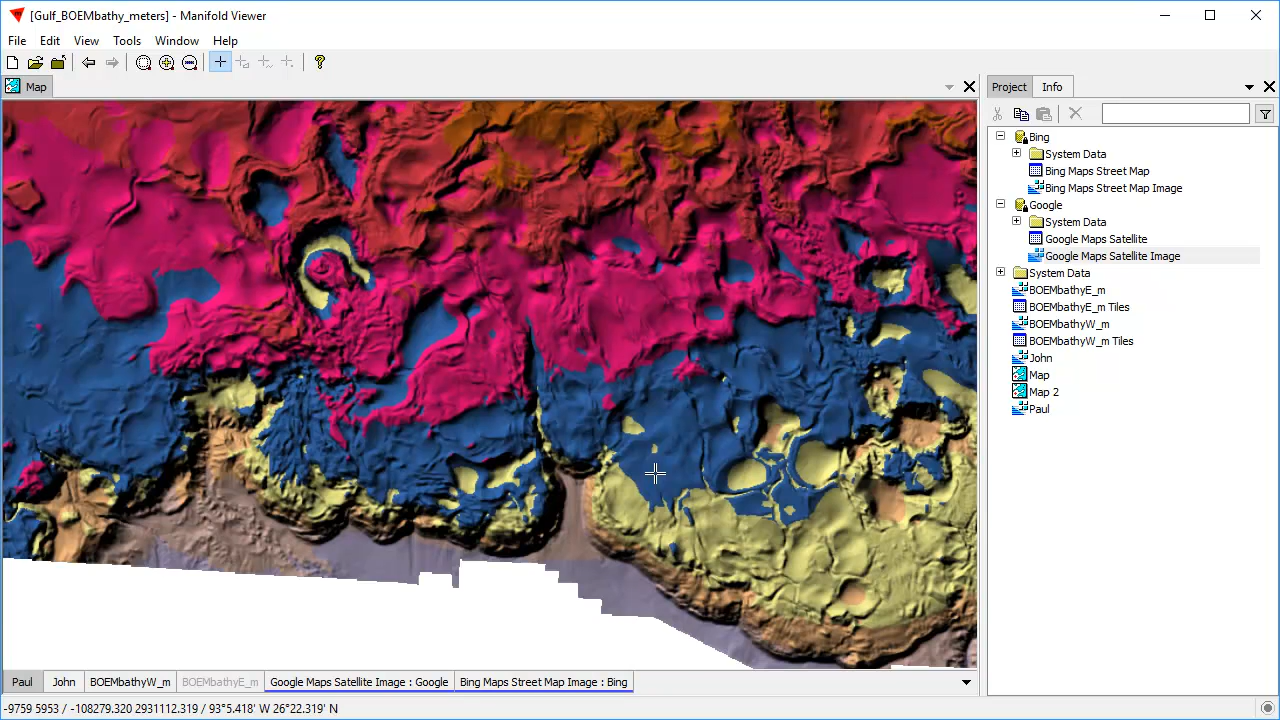 [Gulf_BOEMbathy_meters] - Manifold Viewer
File Edit View Tools Window Help
Map
Project Info
Bing
System Data
Bing Maps Street Map
Bing Maps Street Map Image
Google
System Data
Google Maps Satellite
Google Maps Satellite Image
System Data
BOEMbathyE_m
BOEMbathyE_m Tiles
BOEMbathyW_m
BOEMbathyW_m Tiles
John
Map
Map 2
Paul
Paul John BOEMbathyW_m BOEMbathyE_m Google Maps Satellite Image : Google Bing Maps Street Map Image : Bing
-9759 5953 / -108279.320 2931112.319 / 93°5.418' W 26°22.319' N